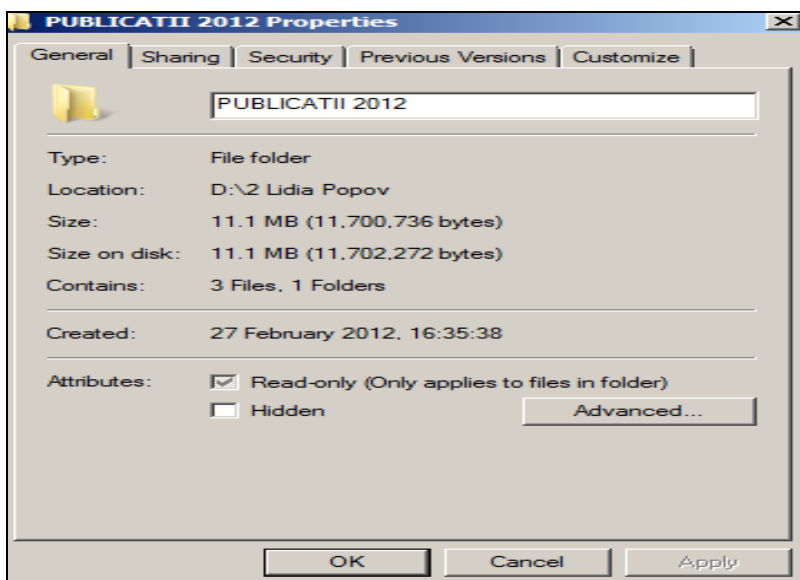 PUBLICATII 2012 Properties
General Sharing Security Previous Versions Customize
PUBLICATII 2012
Type: File folder
Location: D:\2 Lidia Popov
Size: 11.1 MB (11,700,736 bytes)
Size on disk: 11.1 MB (11,702,272 bytes)
Contains: 3 Files, 1 Folders
Created: 27 February 2012, 16:35:38
Attributes: Read-only (Only applies to files in folder)
Hidden Advanced...
OK Cancel Apply